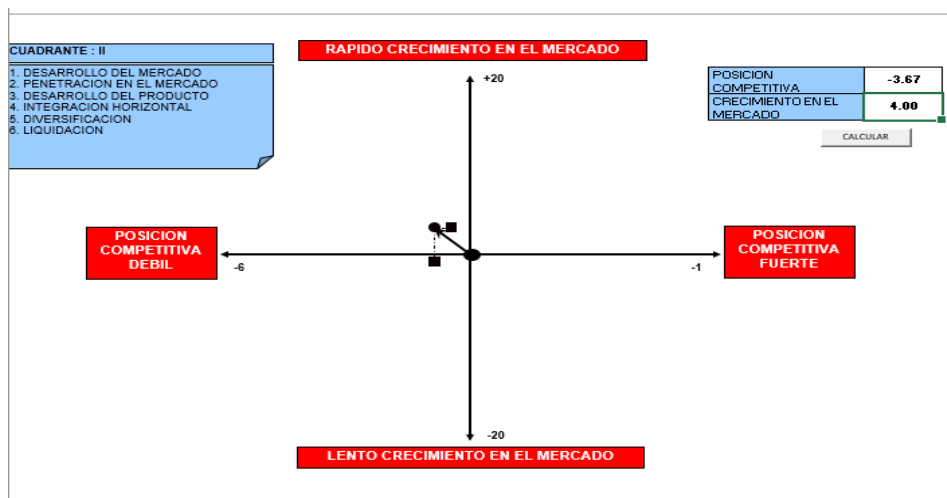 CUADRANTE : II
1. DESARROLLO DEL MERCADO
2. PENETRACION EN EL MERCADO
3. DESARROLLO DEL PRODUCTO
4. INTEGRACION HORIZONTAL
5. DIVERSIFICACION
6. LIQUIDACION
RAPIDO CRECIMIENTO EN EL MERCADO
+20
POSICION
COMPETITIVA
-3.67
CRECIMIENTO EN EL
MERCADO
4.00
CALCULAR
POSICION
COMPETITIVA
DEBIL
-6
-1
POSICION
COMPETITIVA
FUERTE
-20
LENTO CRECIMIENTO EN EL MERCADO